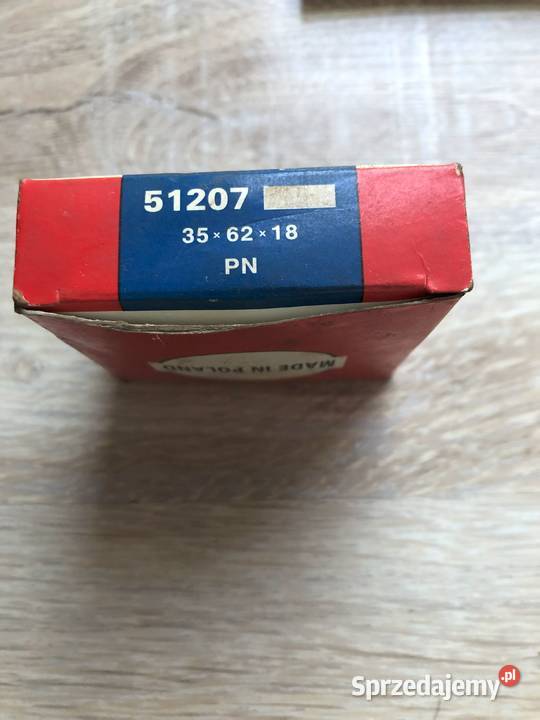 51207
35 × 62 × 18
PN
MADE IN POLAND
Sprzedajemy.pl